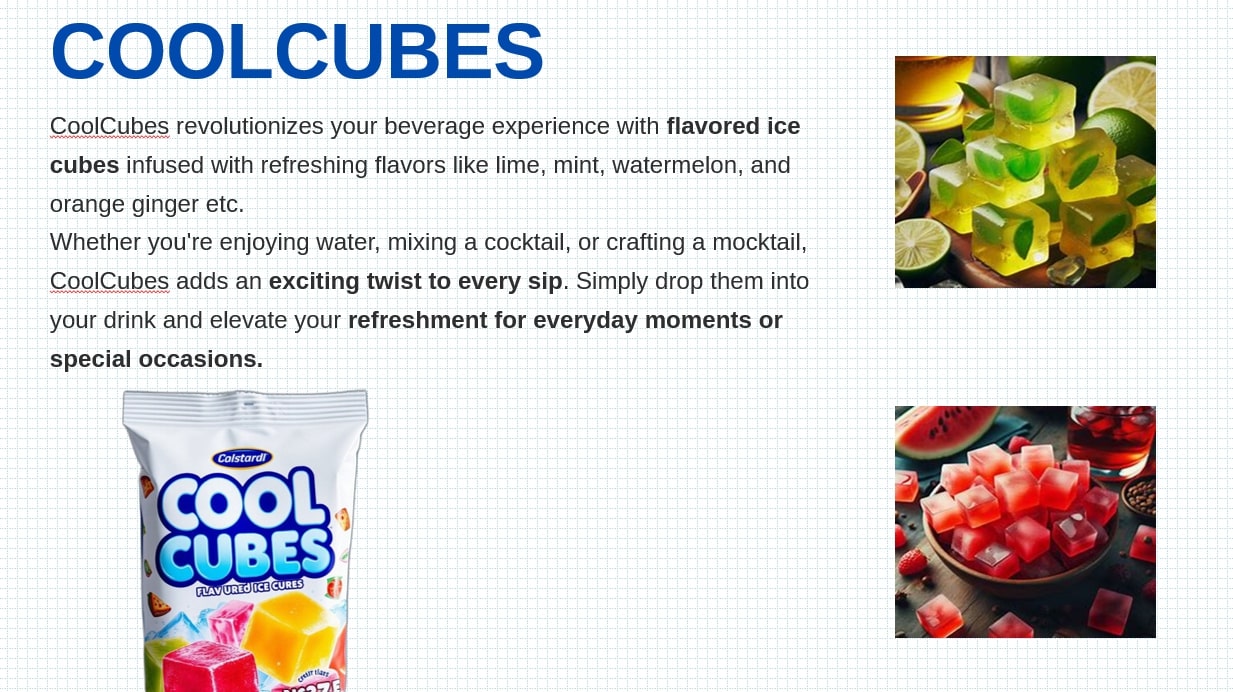 COOLCUBES
CoolCubes revolutionizes your beverage experience with flavored ice
cubes infused with refreshing flavors like lime, mint, watermelon, and
orange ginger etc.
Whether you're enjoying water, mixing a cocktail, or crafting a mocktail,
CoolCubes adds an exciting twist to every sip. Simply drop them into
your drink and elevate your refreshment for everyday moments or
special occasions.
Colstardl
COOL
CUBES
FLAV URED ICE CURES